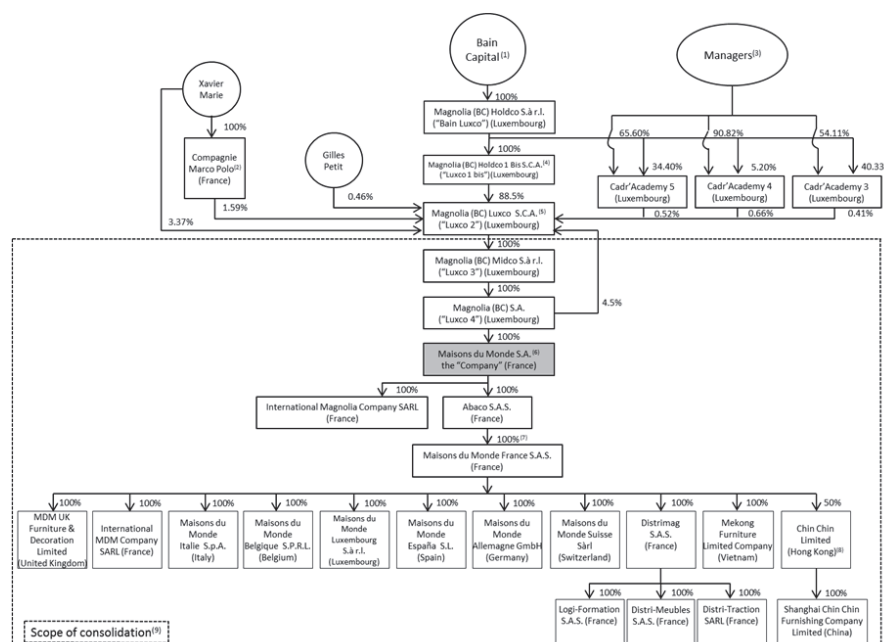 Bain
Capital(1)
Managers(3)
Xavier
Marie
100%
Magnolia (BC) Holdco S.à r.l.
("Bain Luxco") (Luxembourg)
100%
65.60%
90.82%
54.11%
100%
Compagnie
Marco Polo(2)
(France)
Gilles
Petit
Magnolia (BC) Holdco 1 Bis S.C.A.(4)
("Luxco 1 bis")(Luxembourg)
34.40%
5.20%
40.33
Cadr'Academy 5
(Luxembourg)
Cadr'Academy 4
(Luxembourg)
Cadr'Academy 3
(Luxembourg)
0.46%
88.5%
1.59%
3.37%
Magnolia (BC) Luxco S.C.A.(5)
("Luxco 2") (Luxembourg)
0.52%
0.66%
0.41%
100%
Magnolia (BC) Midco S.à r.l.
("Luxco 3") (Luxembourg)
100%
Magnolia (BC) S.A.
("Luxco 4") (Luxembourg)
4.5%
100%
Maisons du Monde S.A.(6)
the "Company" (France)
100%
100%
International Magnolia Company SARL
(France)
Abaco S.A.S.
(France)
100%(7)
Maisons du Monde France S.A.S.
(France)
100%
100%
100%
100%
100%
100%
100%
100%
100%
100%
50%
MDM UK
Furniture &
Decoration
Limited
(United Kingdom)
International
MDM Company
SARL (France)
Maisons du
Monde
Italie S.p.A.
(Italy)
Maisons du
Monde
Belgique S.P.R.L.
(Belgium)
Maisons du
Monde
Luxembourg
S.à r.l.
(Luxembourg)
Maisons du
Monde
España S.L.
(Spain)
Maisons du
Monde
Allemagne GmbH
(Germany)
Maisons du
Monde Suisse
Sàrl
(Switzerland)
Distrimag
S.A.S.
(France)
Mekong
Furniture
Limited Company
(Vietnam)
Chin Chin
Limited
(Hong Kong)(8)
100%
100%
100%
100%
Logi-Formation
S.A.S. (France)
Distri-Meubles
S.A.S. (France)
Distri-Traction
SARL (France)
Shanghai Chin Chin
Furnishing Company
Limited (China)
Scope of consolidation(9)